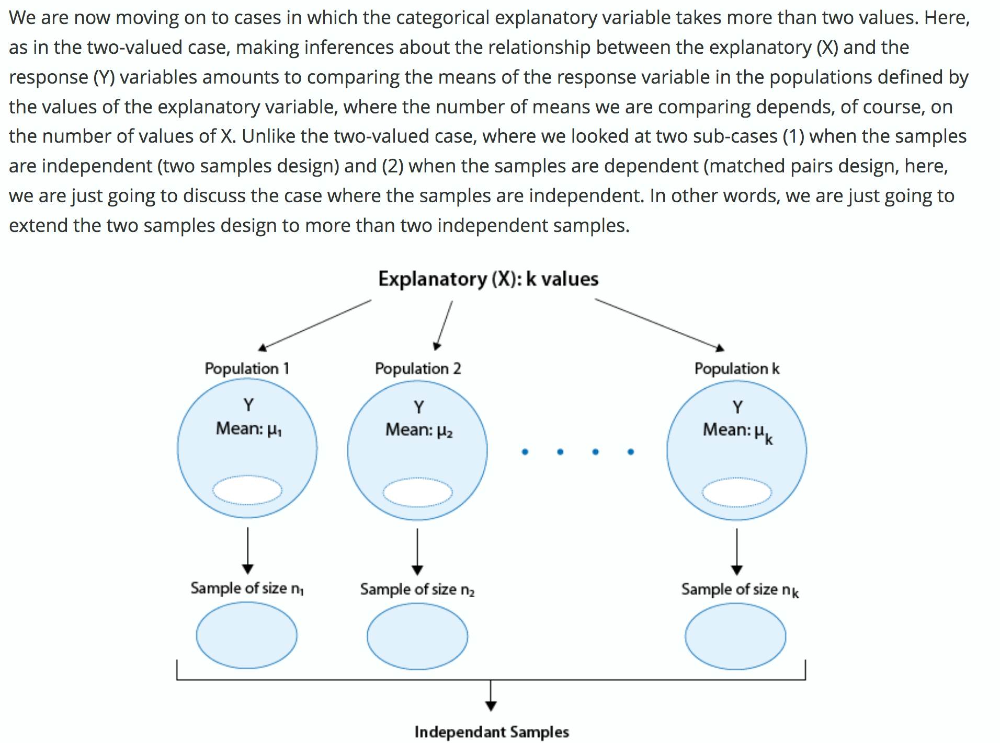 We are now moving on to cases in which the categorical explanatory variable takes more than two values. Here,
as in the two-valued case, making inferences about the relationship between the explanatory (X) and the
response (Y) variables amounts to comparing the means of the response variable in the populations defined by
the values of the explanatory variable, where the number of means we are comparing depends, of course, on
the number of values of X. Unlike the two-valued case, where we looked at two sub-cases (1) when the samples
are independent (two samples design) and (2) when the samples are dependent (matched pairs design, here,
we are just going to discuss the case where the samples are independent. In other words, we are just going to
extend the two samples design to more than two independent samples.
Explanatory (X): k values
Population 1
Population 2
Population k
Y
Mean: μ₁
Y
Mean: μ₂
Y
Mean: μₖ
Sample of size n₁
Sample of size n₂
Sample of size nₖ
Independant Samples